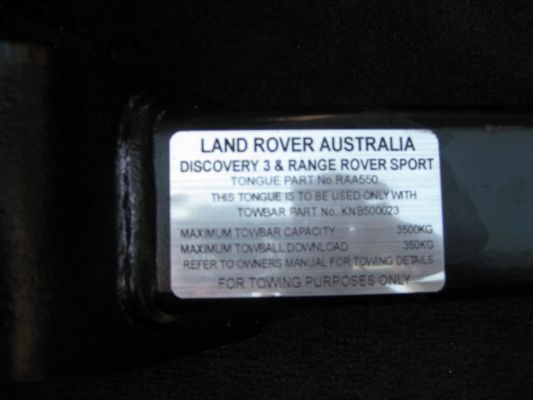 LAND ROVER AUSTRALIA
DISCOVERY 3 & RANGE ROVER SPORT
TONGUE PART No. RAA550
THIS TONGUE IS TO BE USED ONLY WITH
TOWBAR PART No. KNB500023
MAXIMUM TOWBAR CAPACITY 3500KG
MAXIMUM TOWBALL DOWNLOAD 350KG
REFER TO OWNERS MANUAL FOR TOWING DETAILS
FOR TOWING PURPOSES ONLY